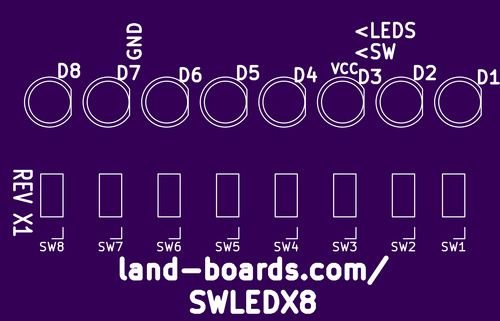 <LEDS
<SW
GND
VCC
D8 D7 D6 D5 D4 D3 D2 D1
REV X1
SW8 SW7 SW6 SW5 SW4 SW3 SW2 SW1
land-boards.com/
SWLEDX8